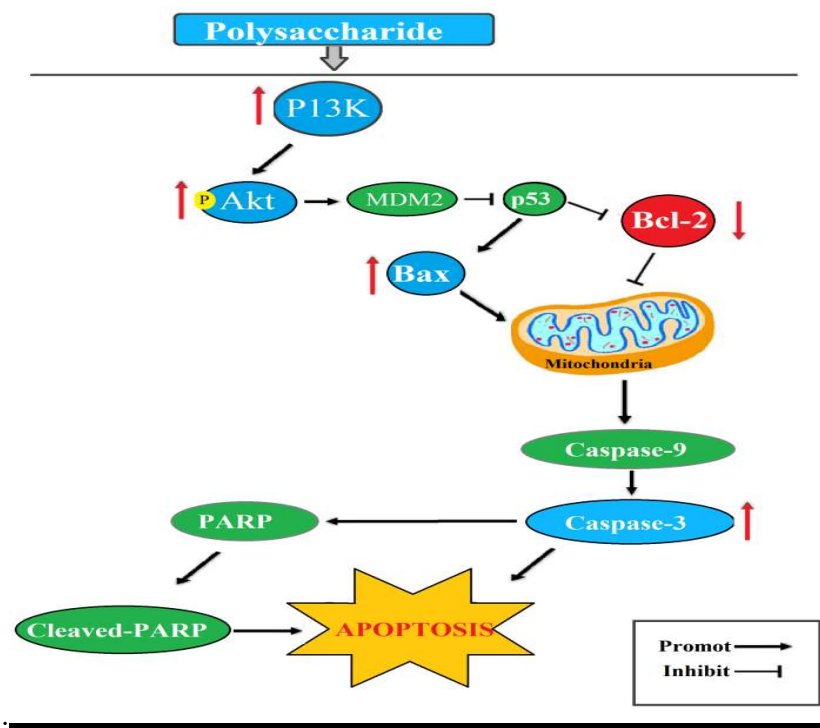 Polysaccharide
P13K
P Akt
MDM2
p53
Bcl-2
Bax
Mitochondria
Caspase-9
PARP
Caspase-3
Cleaved-PARP
APOPTOSIS
Promot
Inhibit